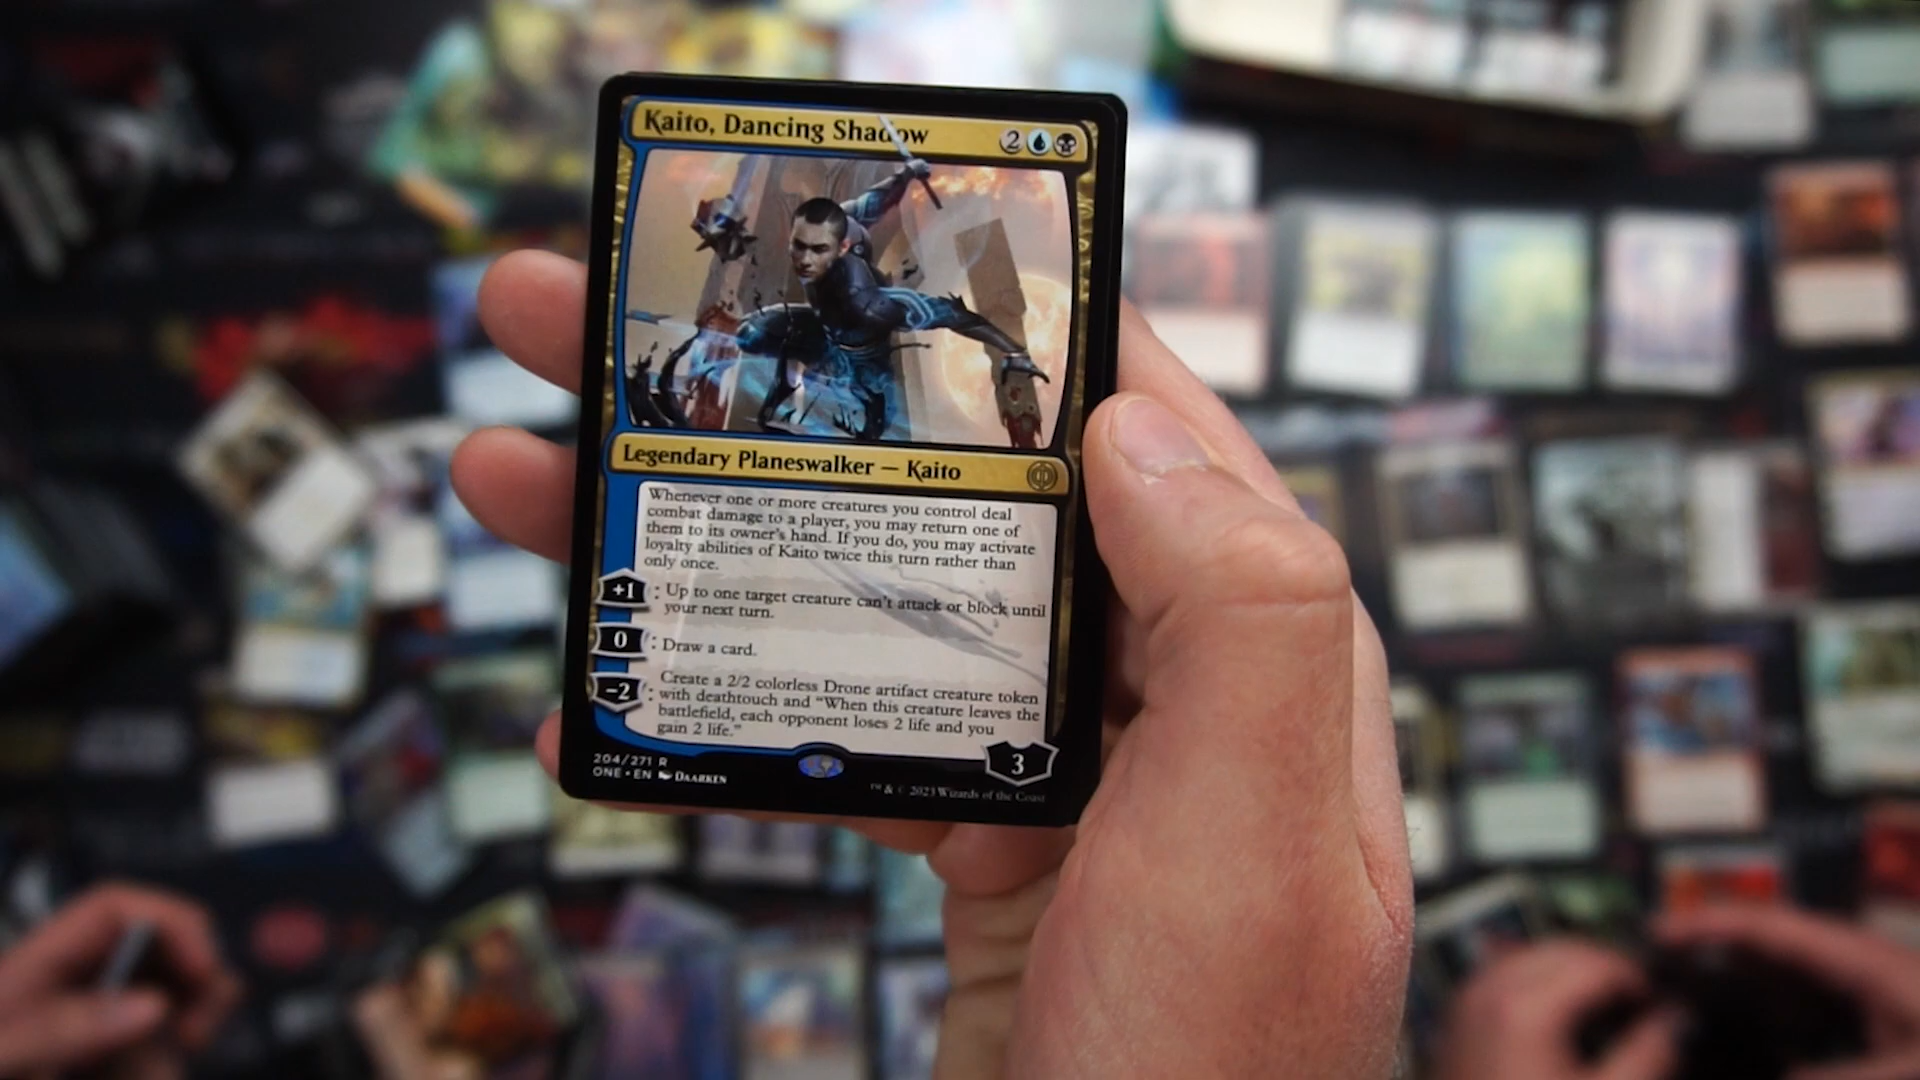 Kaito, Dancing Shadow 2
Legendary Planeswalker — Kaito
Whenever one or more creatures you control deal
combat damage to a player, you may return one of
them to its owner's hand. If you do, you may activate
loyalty abilities of Kaito twice this turn rather than
only once.
+1 : Up to one target creature can't attack or block until
your next turn.
0 : Draw a card.
Create a 2/2 colorless Drone artifact creature token
−2 : with deathtouch and “When this creature leaves the
battlefield, each opponent loses 2 life and you
gain 2 life.”
3
204/271 R
ONE • EN DAARKEN
™ & © 2023 Wizards of the Coast